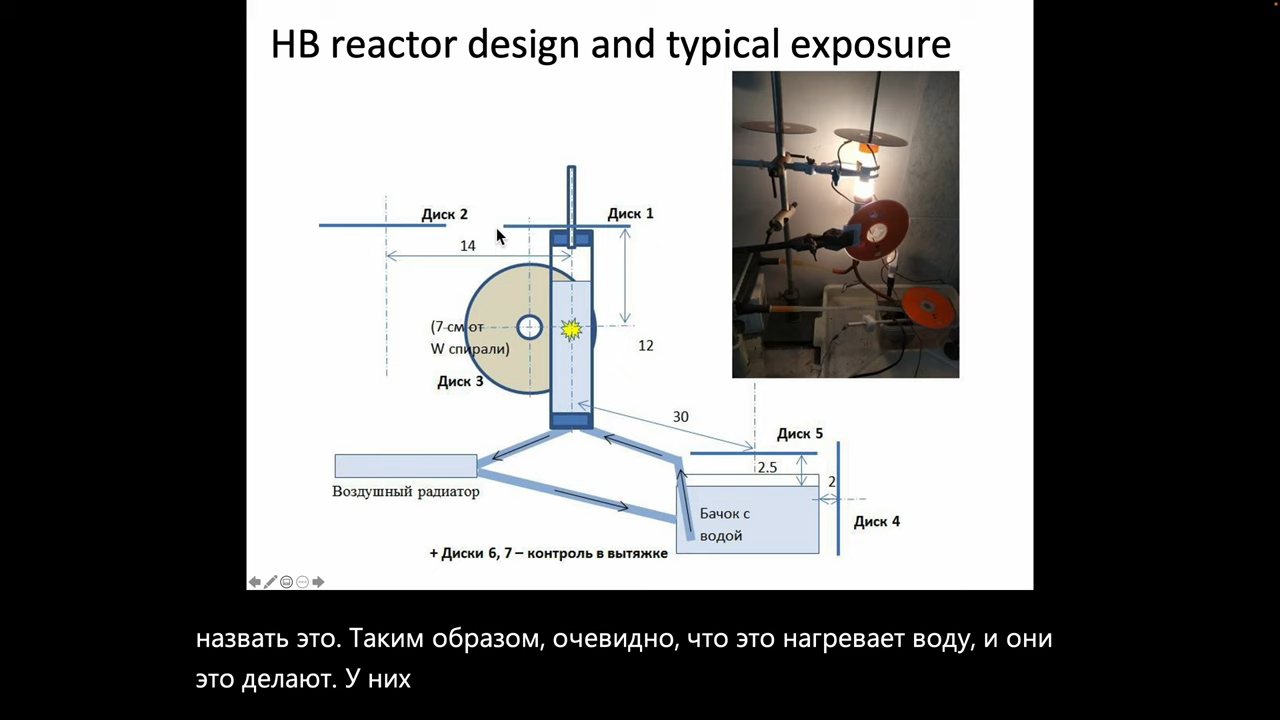 HB reactor design and typical exposure
Диск 2
Диск 1
14
(7 см от
W спирали)
12
Диск 3
30
Диск 5
2.5
2
Воздушный радиатор
Бачок с
водой
Диск 4
+ Диски 6, 7 – контроль в вытяжке
назвать это. Таким образом, очевидно, что это нагревает воду, и они
это делают. У них